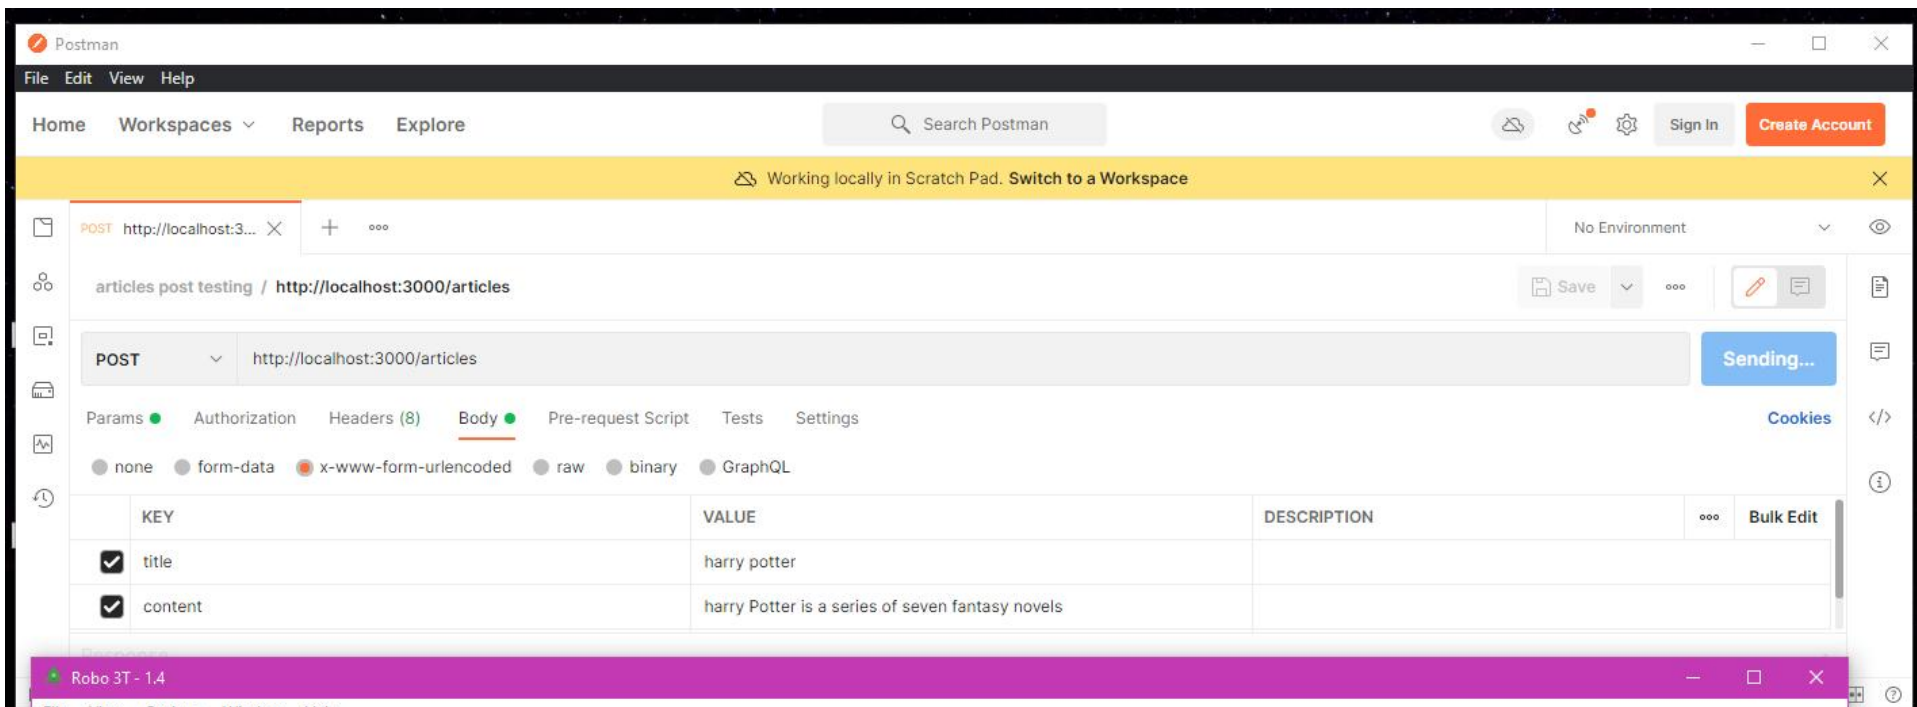 Postman
File Edit View Help
Home Workspaces Reports Explore Search Postman Sign In Create Account
Working locally in Scratch Pad. Switch to a Workspace
POST http://localhost:3... No Environment
articles post testing / http://localhost:3000/articles Save
POST http://localhost:3000/articles Sending...
Params Authorization Headers (8) Body Pre-request Script Tests Settings Cookies
none form-data x-www-form-urlencoded raw binary GraphQL
KEY VALUE DESCRIPTION Bulk Edit
title harry potter
content harry Potter is a series of seven fantasy novels
Response
Robo 3T - 1.4